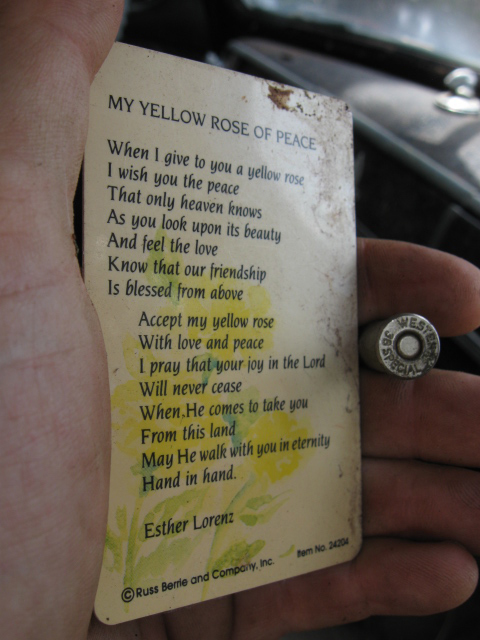 MY YELLOW ROSE OF PEACE
When I give to you a yellow rose
I wish you the peace
That only heaven knows
As you look upon its beauty
And feel the love
Know that our friendship
Is blessed from above
Accept my yellow rose
With love and peace
I pray that your joy in the Lord
Will never cease
When He comes to take you
From this land
May He walk with you in eternity
Hand in hand.
Esther Lorenz
© Russ Berrie and Company, Inc. Item No. 24204
WESTERN
38 SPECIAL